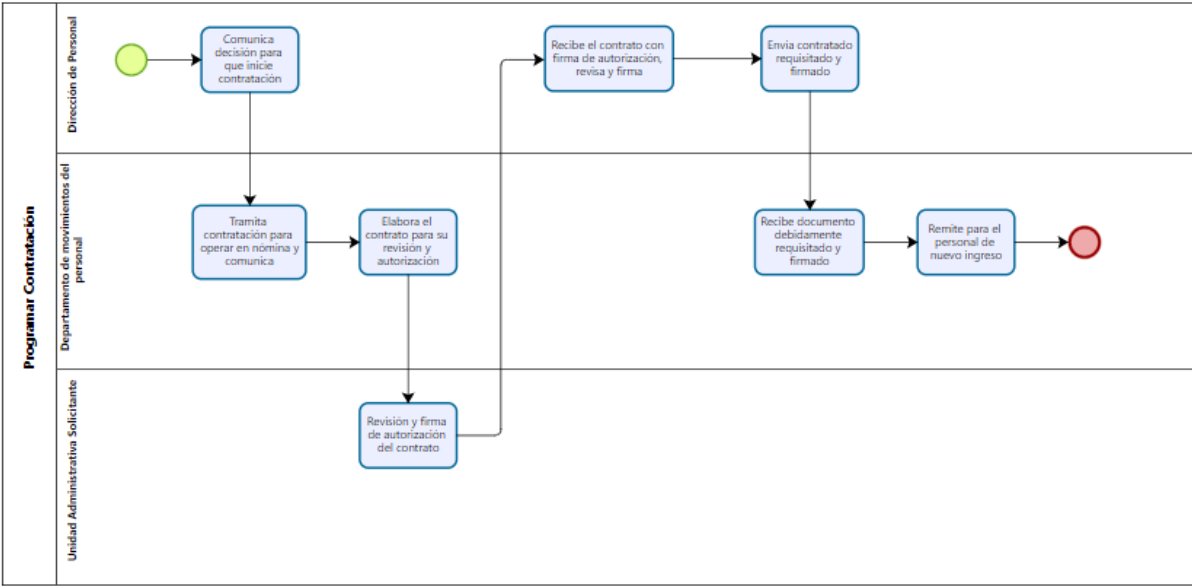 Programar Contratación
Dirección de Personal
Comunica
decisión para
que inicie
contratación
Recibe el contrato con
firma de autorización,
revisa y firma
Envia contratado
requisitado y
firmado
Departamento de movimientos del
personal
Tramita
contratación para
operar en nómina y
comunica
Elabora el
contrato para su
revisión y
autorización
Recibe documento
debidamente
requisitado y
firmado
Remite para el
personal de
nuevo ingreso
Unidad Administrativa Solicitante
Revisión y firma
de autorización
del contrato